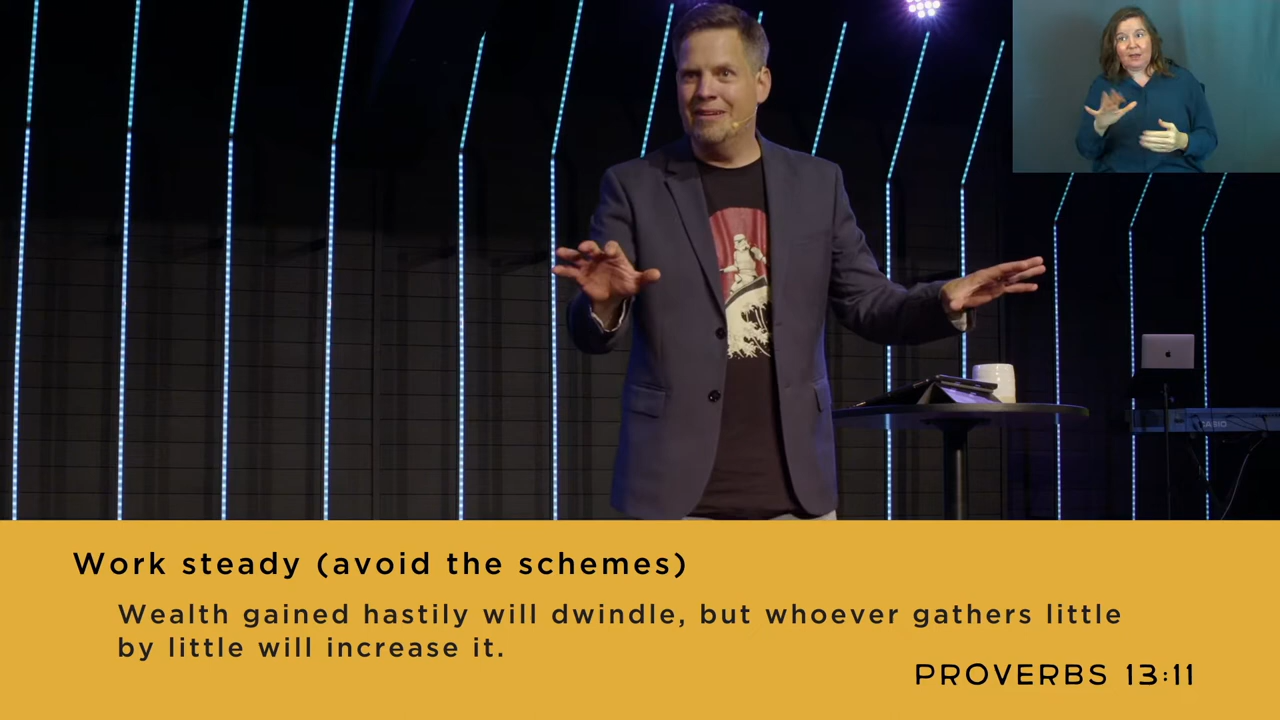 CASIO
Work steady (avoid the schemes)
Wealth gained hastily will dwindle, but whoever gathers little
by little will increase it.
PROVERBS 13:11